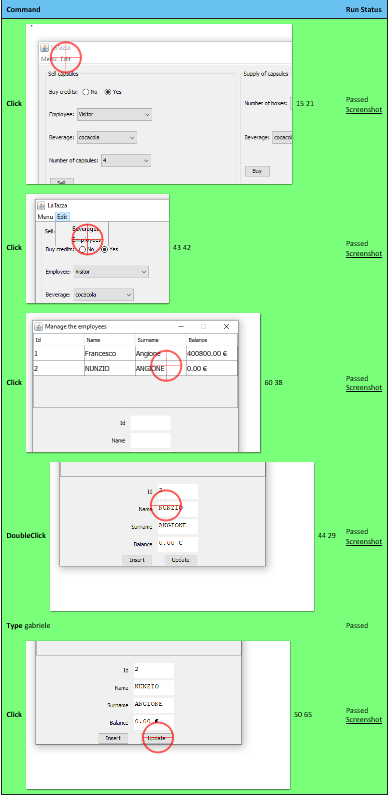 Command Run Status
LaTazza
Menu Edit
Sell capsules Supply of capsules
Buy credits: No Yes
Number of boxes:
Click 15 21 Passed
Screenshot
Employee: Visitor
Beverage: cocacola Beverage: cocacola
Number of capsules: 4
Buy
Sell
LaTazza
Menu Edit
Beverages
Sell
Employees
Click Buy credits: No Yes 43 42 Passed
Screenshot
Employee: Visitor
Beverage: cocacola
Manage the employees
Id Name Surname Balance
1 Francesco Angione 400800.00 €
2 NUNZIO ANGIONE 0.00 €
Click 60 38 Passed
Screenshot
Id
Name
Id 2
Name NUNZIO
Surname ANGIONE
DoubleClick 44 29 Passed
Screenshot
Balance 0.00 €
Insert Update
Type gabriele Passed
Id 2
Name NUNZIO
Surname ANGIONE
Click 50 65 Passed
Screenshot
Balance 0.00 €
Insert Update